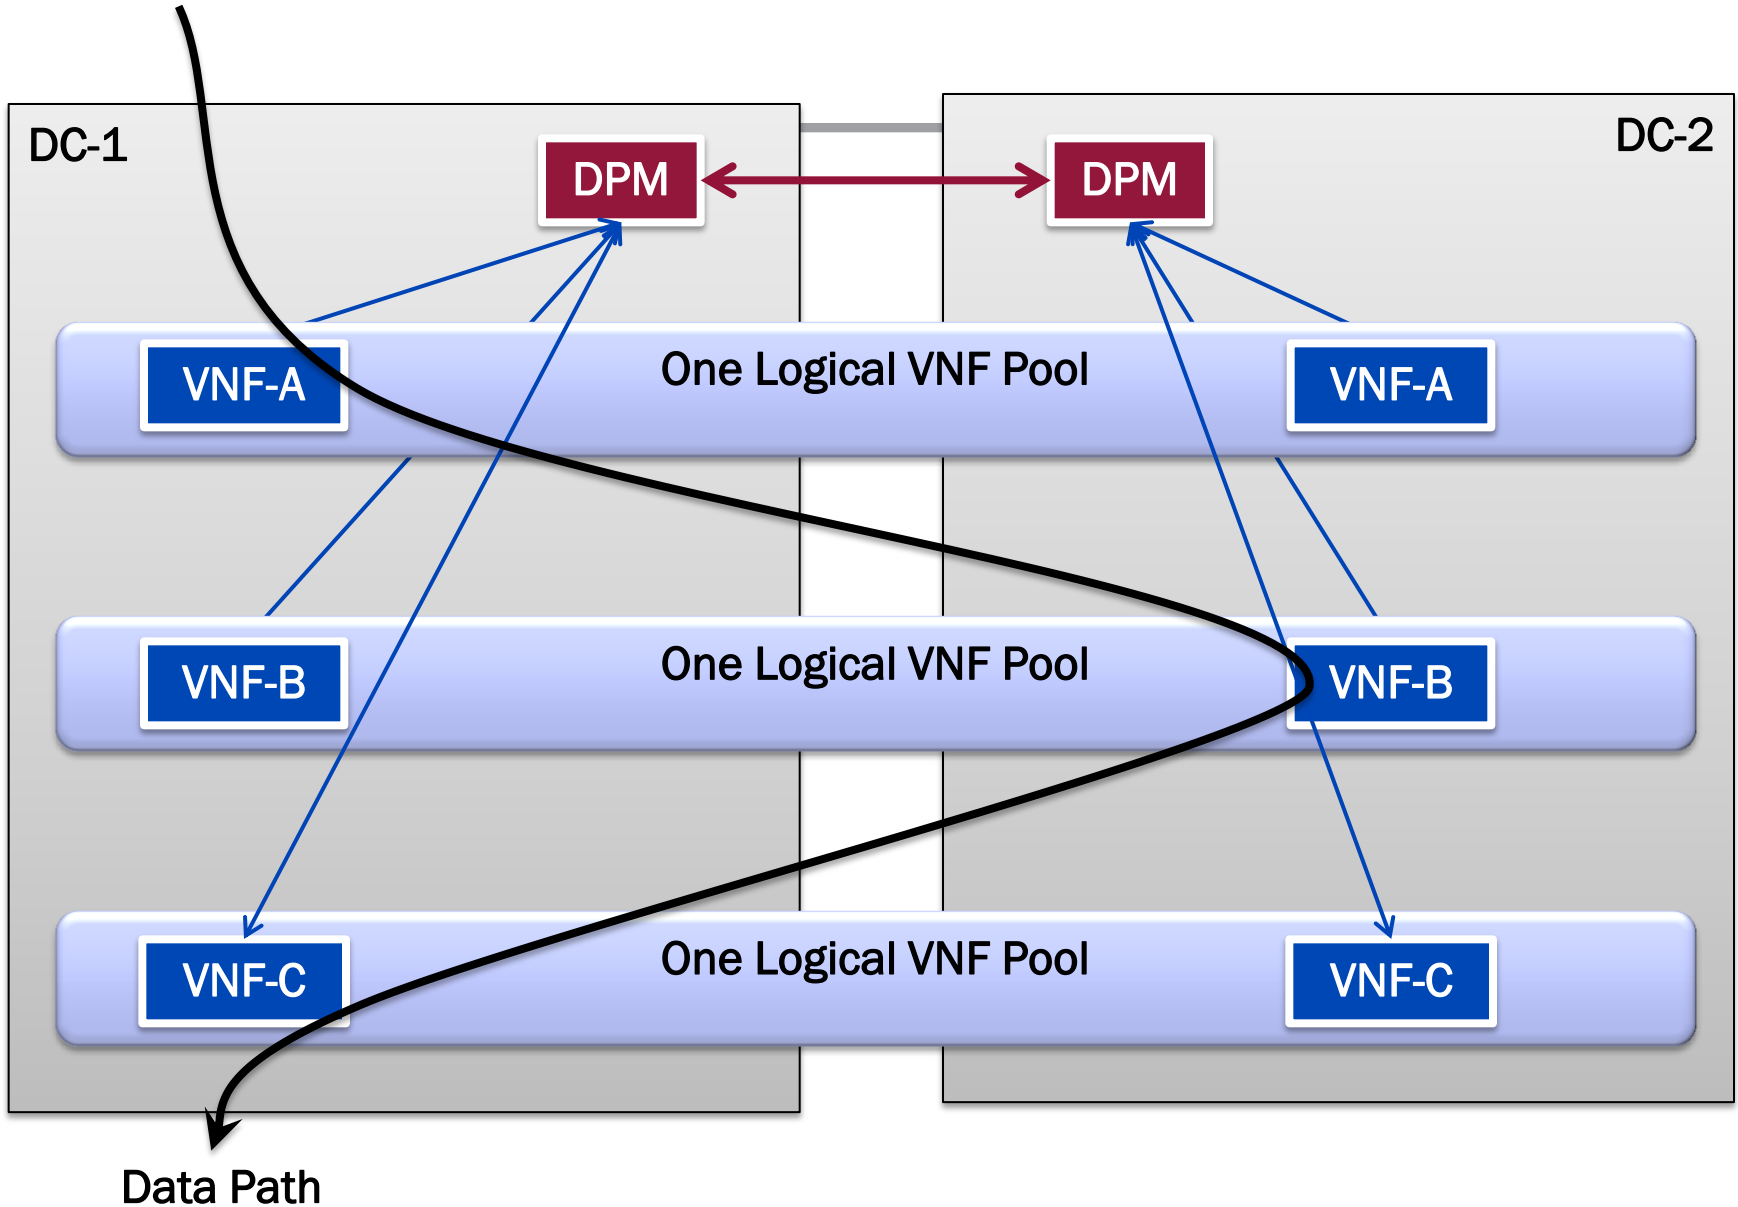 DC-1
DC-2
DPM
DPM
One Logical VNF Pool
VNF-A
VNF-A
One Logical VNF Pool
VNF-B
VNF-B
One Logical VNF Pool
VNF-C
VNF-C
Data Path